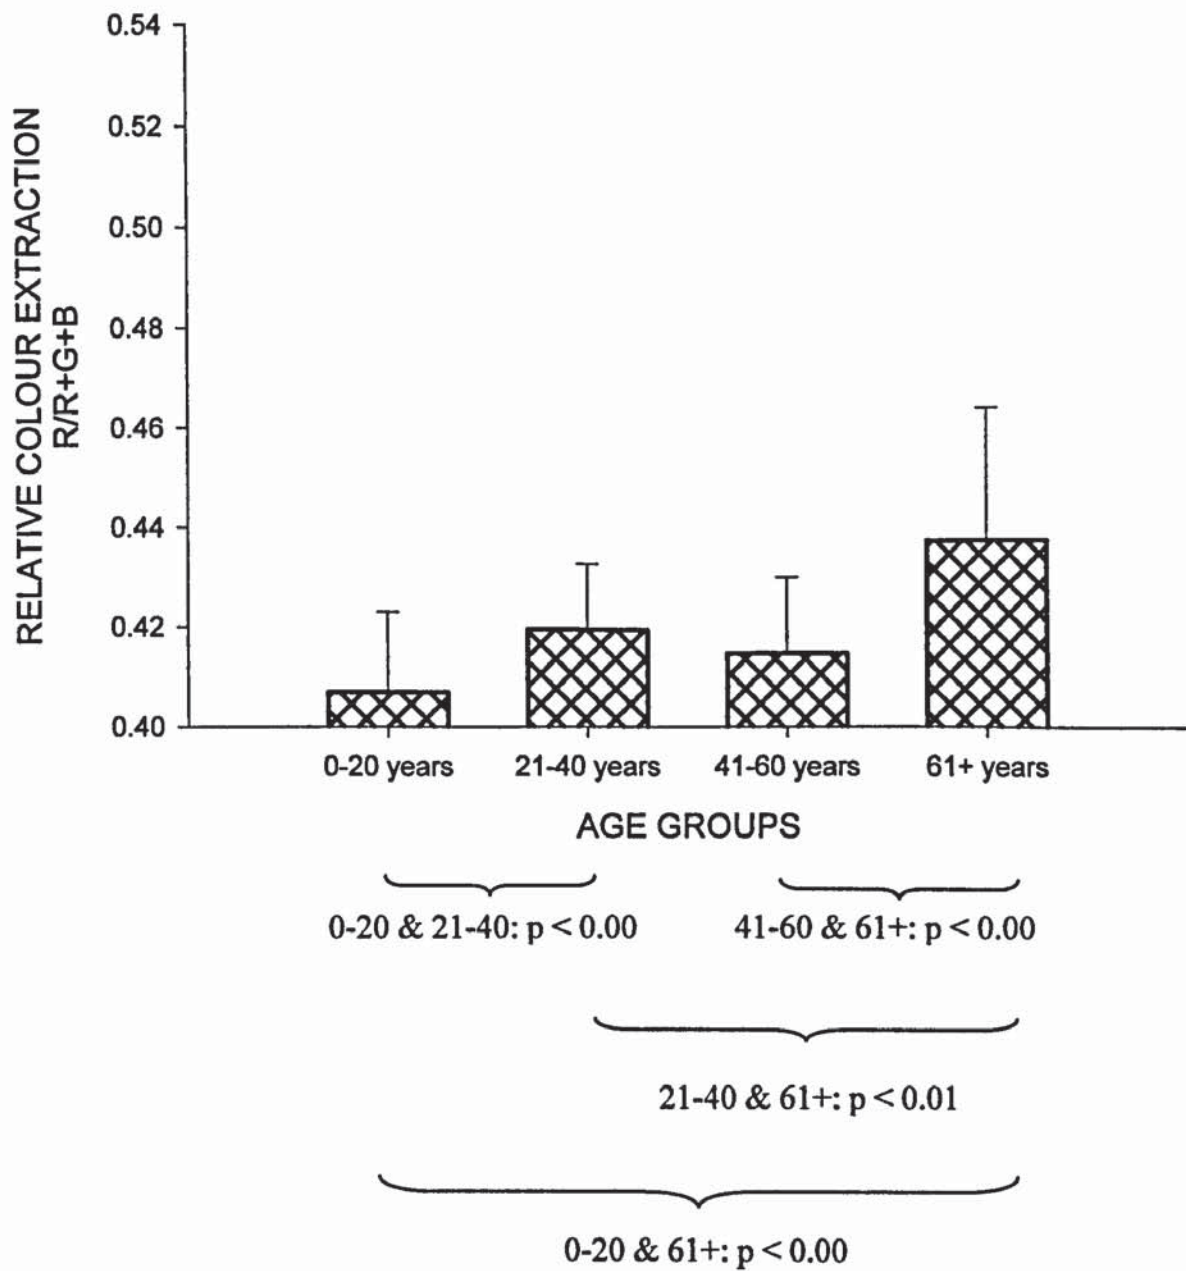 RELATIVE COLOUR EXTRACTION
R/R+G+B
0.54
0.52
0.50
0.48
0.46
0.44
0.42
0.40
0-20 years
21-40 years
41-60 years
61+ years
AGE GROUPS
0-20 & 21-40: p < 0.00
41-60 & 61+: p < 0.00
21-40 & 61+: p < 0.01
0-20 & 61+: p < 0.00